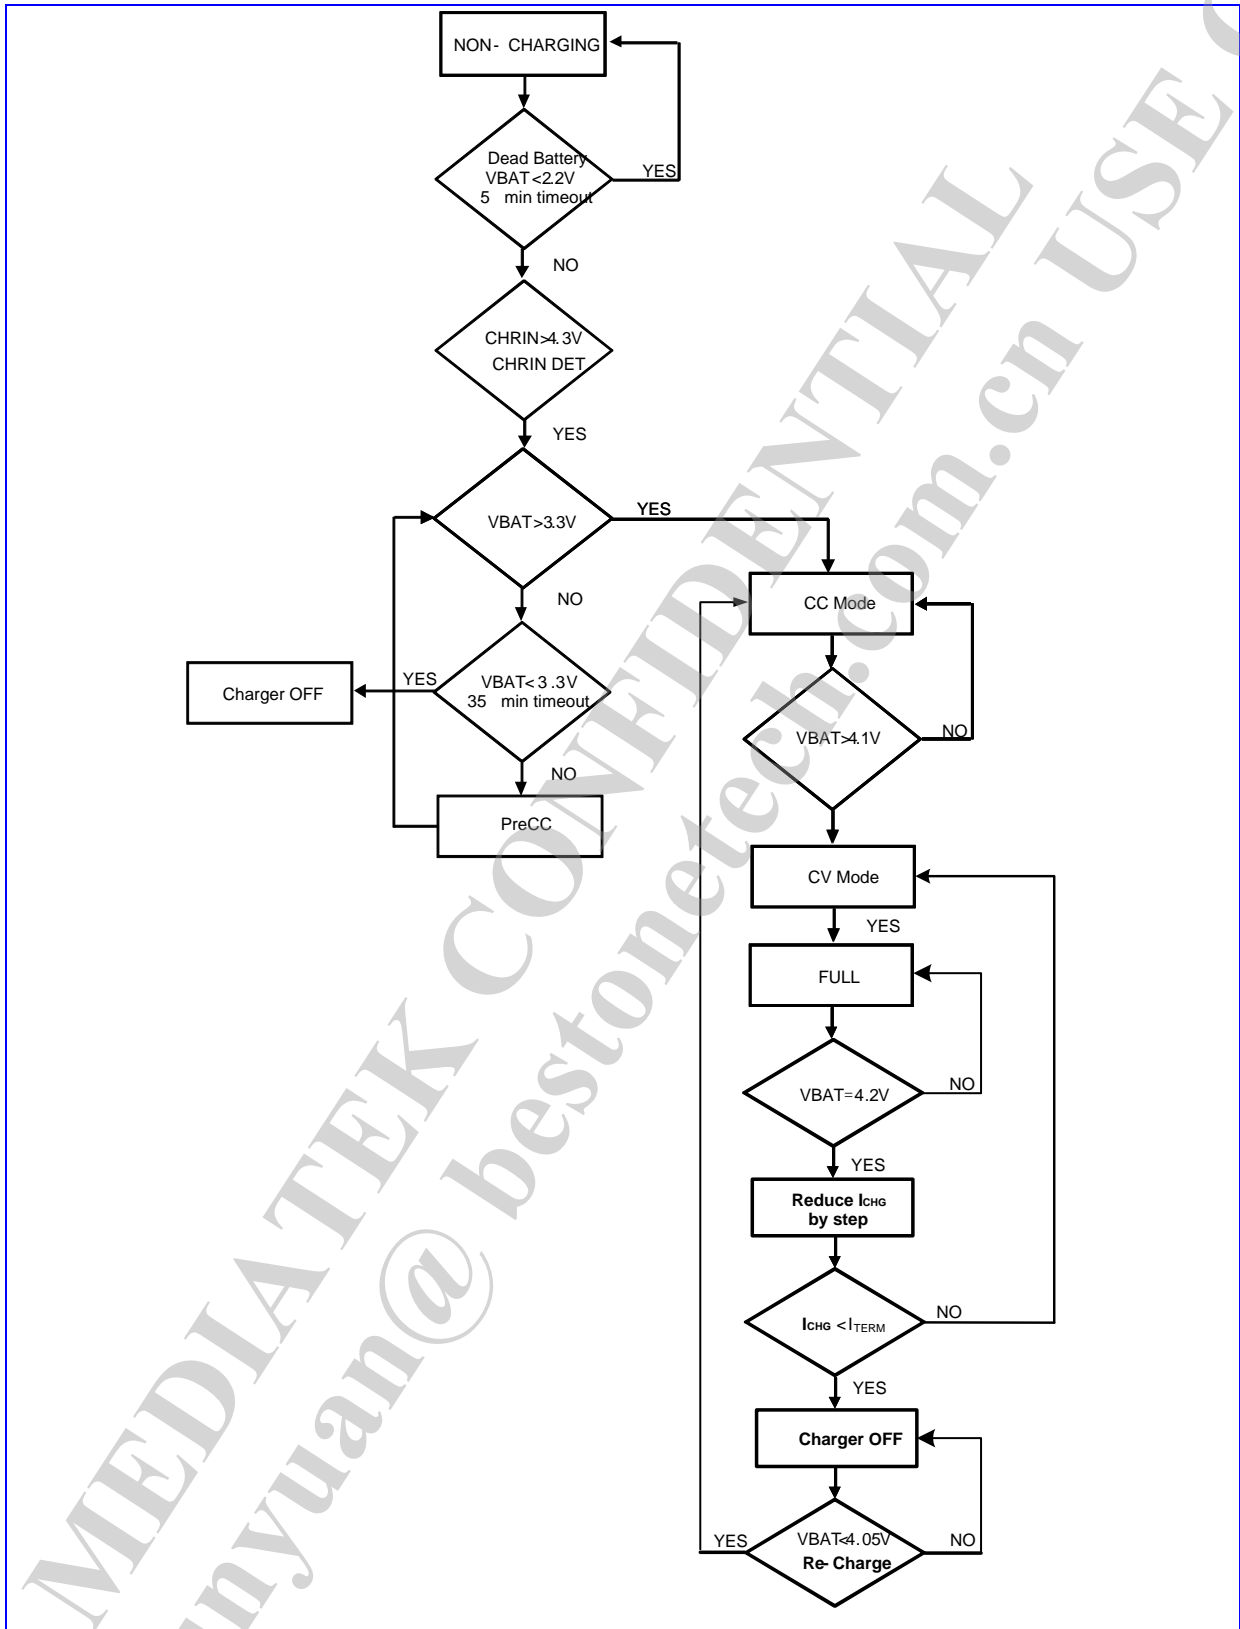 NON- CHARGING
Dead Battery
VBAT<2.2V
5 min timeout
YES
NO
CHRIN>4.3V
CHRIN DET
YES
VBAT>3.3V
YES
NO
CC Mode
VBAT<3.3V
35 min timeout
YES
Charger OFF
NO
PreCC
VBAT>4.1V
NO
CV Mode
YES
FULL
VBAT=4.2V
NO
YES
Reduce ICHG
by step
ICHG <ITERM
NO
YES
Charger OFF
VBAT<4.05V
Re- Charge
YES
NO
MEDIATEK CONFIDENTIAL
nyuan@bestonetech.com.cn USE